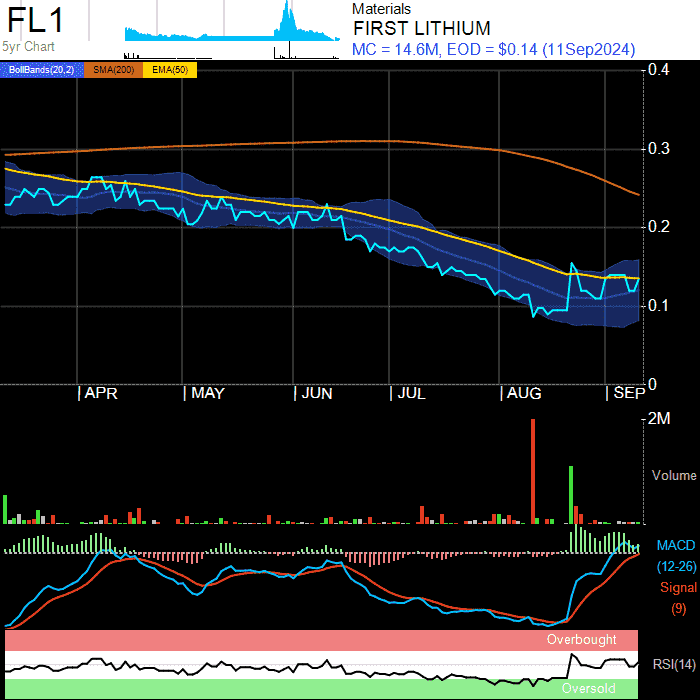 FL1
5yr Chart
Materials
FIRST LITHIUM
MC = 14.6M, EOD = $0.14 (11Sep2024)
BollBands(20,2) SMA(200) EMA(50)
0.4
0.3
0.2
0.1
0
APR MAY JUN JUL AUG SEP
2M
Volume
MACD
(12-26)
Signal
(9)
Overbought
RSI(14)
Oversold